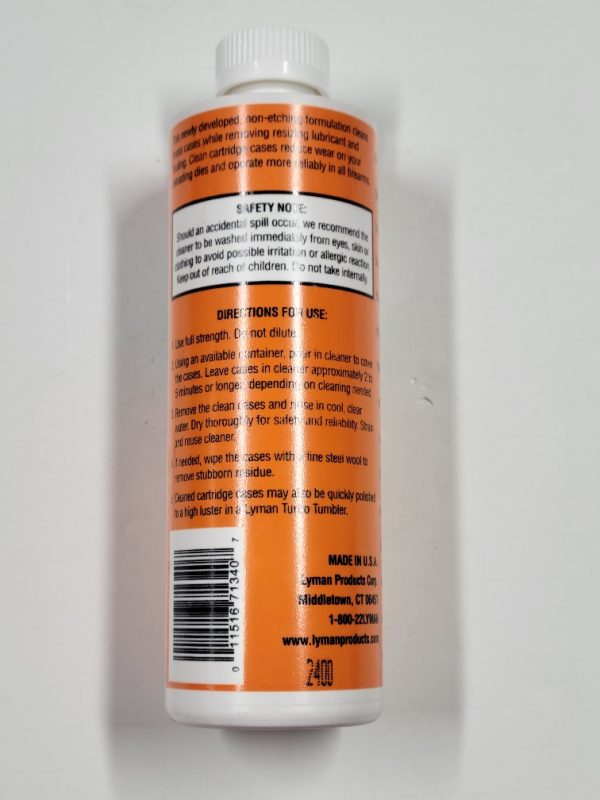 newly developed, non-etching formulation cleans
cases while removing resizing lubricant and
Clean cartridge cases reduce wear on your
reloading dies and operate more reliably in all firearms
SAFETY NOTE:
Should an accidental spill occur, we recommend the
cleaner to be washed immediately from eyes, skin or
clothing to avoid possible irritation or allergic reaction.
Keep out of reach of children. Do not take internally.
DIRECTIONS FOR USE:
Use full strength. Do not dilute.
2. Using an available container, pour in cleaner to cover
the cases. Leave cases in cleaner approximately 2 to
5 minutes or longer, depending on cleaning needed.
3. Remove the clean cases and rinse in cool, clear
water. Dry thoroughly for safety and reliability. Strain
and reuse cleaner.
If needed, wipe the cases with a fine steel wool to
remove stubborn residue.
Cleaned cartridge cases may also be quickly polished
to a high luster in a Lyman Turbo Tumbler.
0 11516 71340 7
MADE IN U.S.A.
Lyman Products Corp.
Middletown, CT 06457
1-800-22LYMAN
www.lymanproducts.com
2400